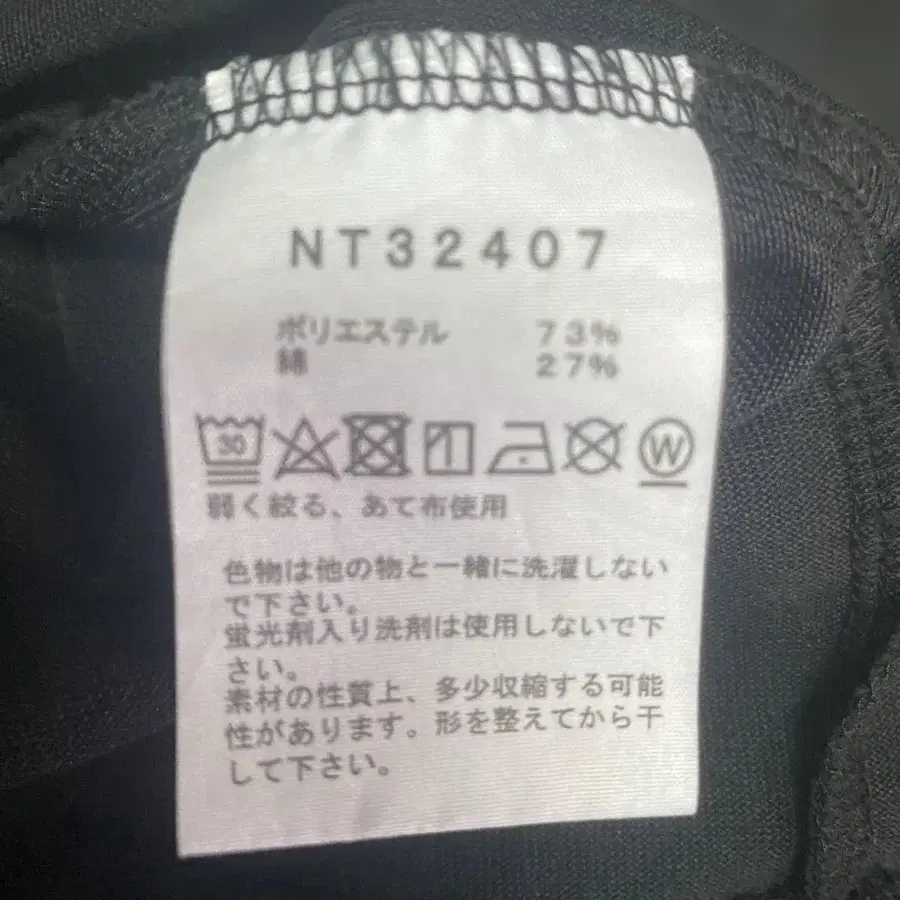 NT32407
ポリエステル 73%
綿 27%
30 W
弱く絞る、あて布使用
色物は他の物と一緒に洗濯しない
で下さい。
蛍光剤入り洗剤は使用しないで下
さい。
素材の性質上、多少収縮する可能
性があります。形を整えてから干
して下さい。